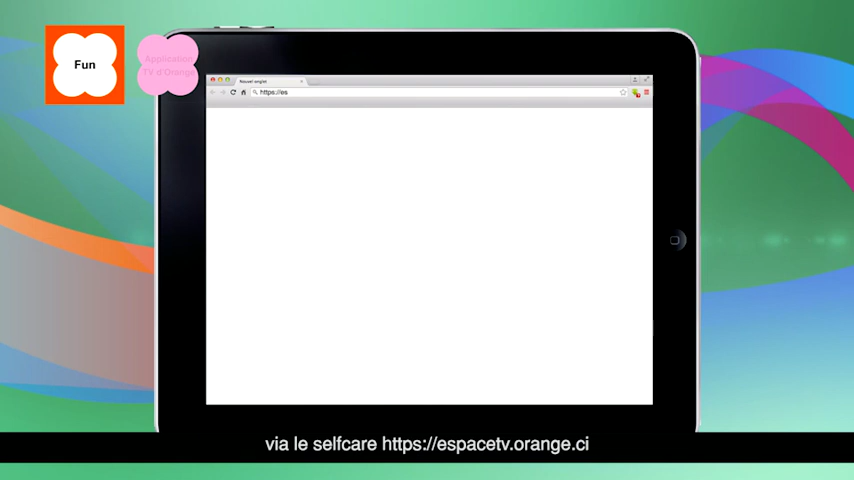 Fun
Application
TV d'Orange
Nouvel onglet
https://es
via le selfcare https://espacetv.orange.ci